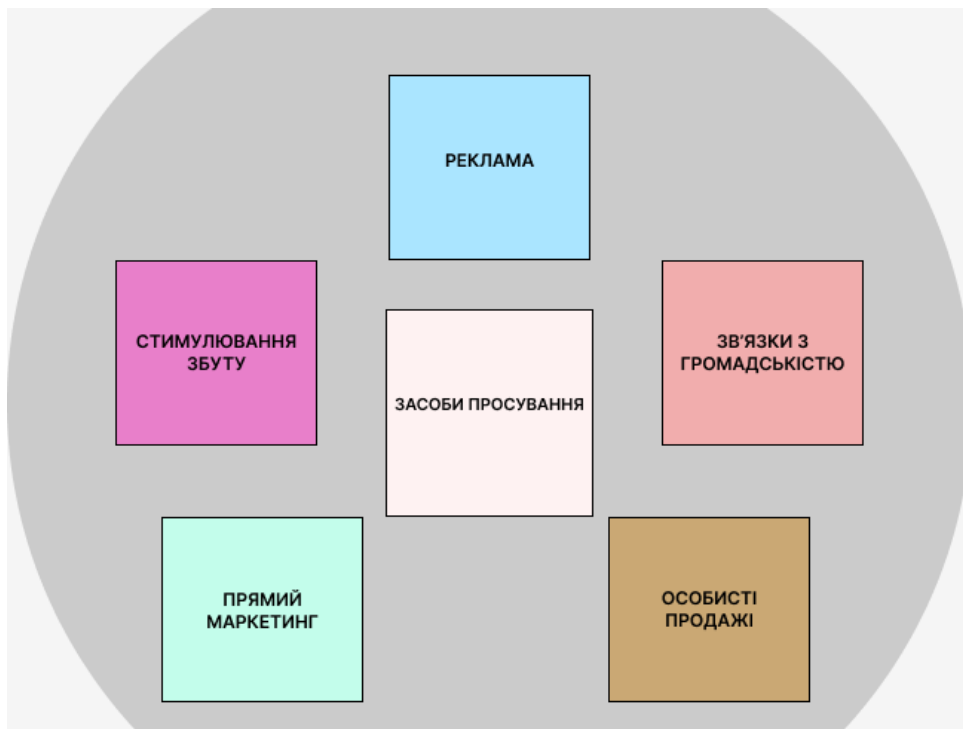 РЕКЛАМА
СТИМУЛЮВАННЯ
ЗБУТУ
ЗВ'ЯЗКИ З
ГРОМАДСЬКІСТЮ
ЗАСОБИ ПРОСУВАННЯ
ПРЯМИЙ
МАРКЕТИНГ
ОСОБИСТІ
ПРОДАЖІ